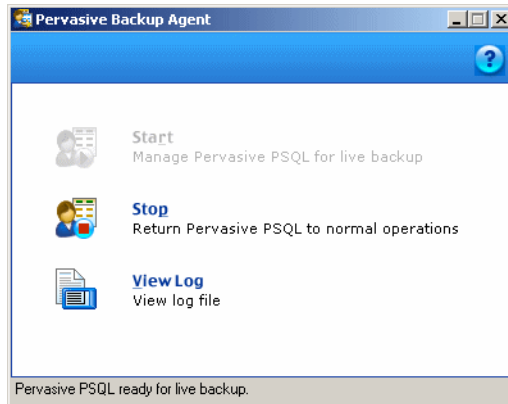 Pervasive Backup Agent
?
Start
Manage Pervasive PSQL for live backup
Stop
Return Pervasive PSQL to normal operations
View Log
View log file
Pervasive PSQL ready for live backup.